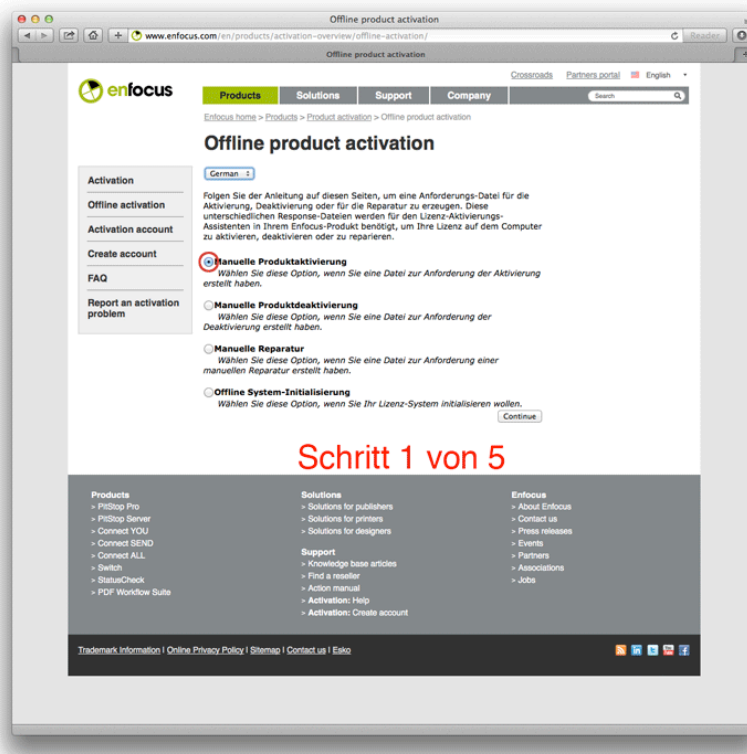 Offline product activation
www.enfocus.com/en/products/activation-overview/offline-activation/
Reader
Offline product activation
Crossroads Partners portal English
enfocus
Products Solutions Support Company Search
Enfocus home > Products > Product activation > Offline product activation
Offline product activation
Activation
Offline activation
Activation account
Create account
FAQ
Report an activation
problem
German
Folgen Sie der Anleitung auf diesen Seiten, um eine Anforderungs-Datei für die
Aktivierung, Deaktivierung oder für die Reparatur zu erzeugen. Diese
unterschiedlichen Response-Dateien werden für den Lizenz-Aktivierungs-
Assistenten in Ihrem Enfocus-Produkt benötigt, um Ihre Lizenz auf dem Computer
zu aktivieren, deaktivieren oder zu reparieren.
Manuelle Produktaktivierung
Wählen Sie diese Option, wenn Sie eine Datei zur Anforderung der Aktivierung
erstellt haben.
Manuelle Produktdeaktivierung
Wählen Sie diese Option, wenn Sie eine Datei zur Anforderung der
Deaktivierung erstellt haben.
Manuelle Reparatur
Wählen Sie diese Option, wenn Sie eine Datei zur Anforderung einer
manuellen Reparatur erstellt haben.
Offline System-Initialisierung
Wählen Sie diese Option, wenn Sie Ihr Lizenz-System initialisieren wollen.
Continue
Schritt 1 von 5
Products
> PitStop Pro
> PitStop Server
> Connect YOU
> Connect SEND
> Connect ALL
> Switch
> StatusCheck
> PDF Workflow Suite
Solutions
> Solutions for publishers
> Solutions for printers
> Solutions for designers
Support
> Knowledge base articles
> Find a reseller
> Action manual
> Activation: Help
> Activation: Create account
Enfocus
> About Enfocus
> Contact us
> Press releases
> Events
> Partners
> Associations
> Jobs
Trademark Information | Online Privacy Policy | Sitemap | Contact us | Esko